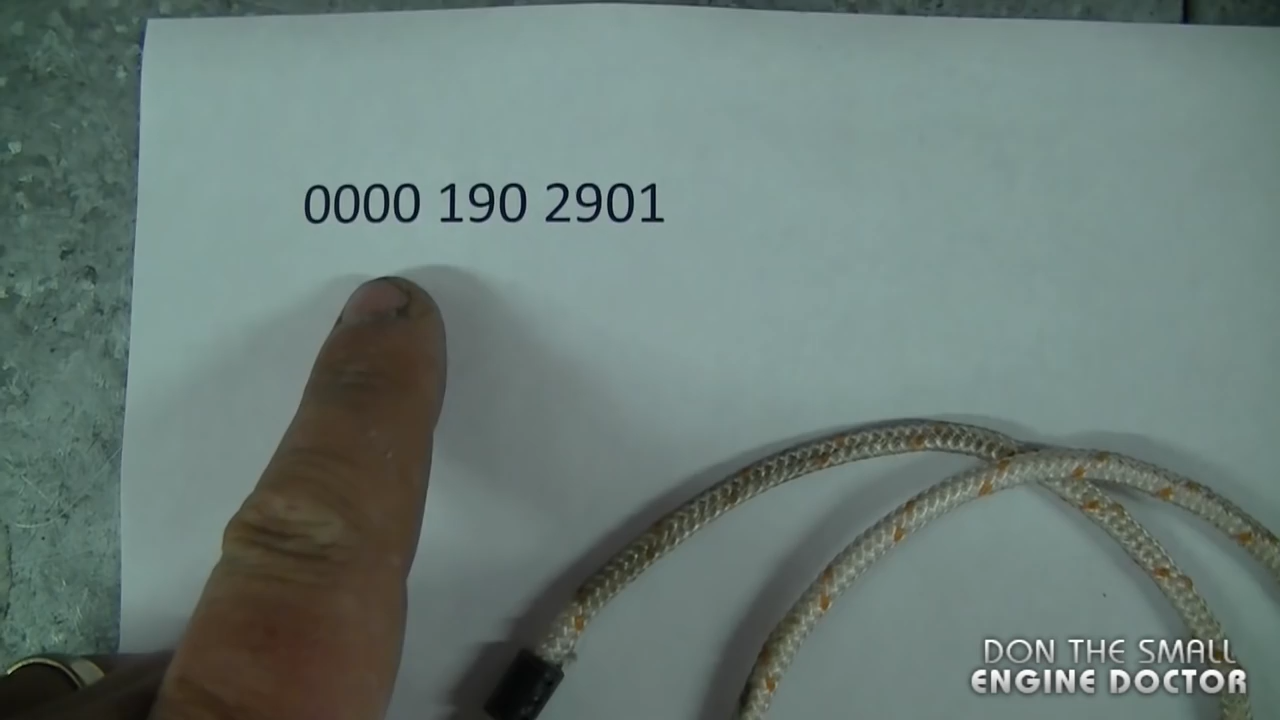 0000 190 2901
DON THE SMALL
ENGINE DOCTOR